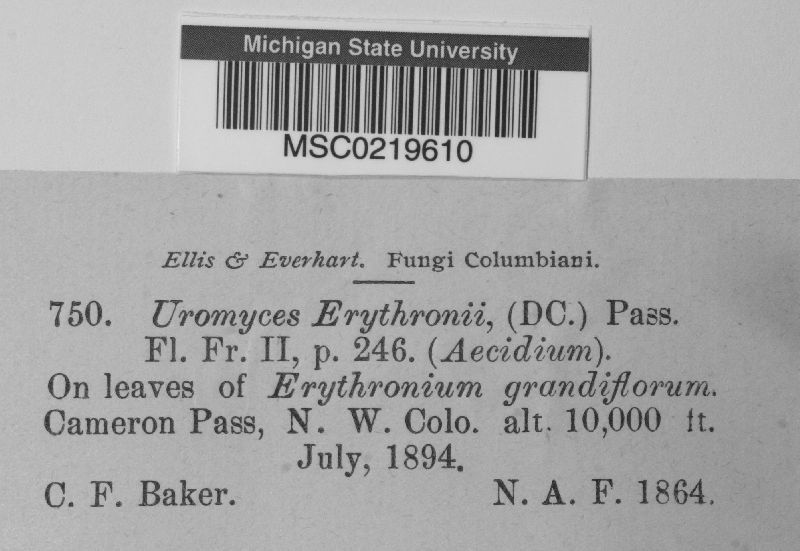 Michigan State University
MSC0219610
Ellis & Everhart. Fungi Columbiani.
750. Uromyces Erythronii, (DC.) Pass.
Fl. Fr. II, p. 246. (Aecidium).
On leaves of Erythronium grandiflorum.
Cameron Pass, N. W. Colo. alt. 10,000 ft.
July, 1894.
C. F. Baker. N. A. F. 1864.